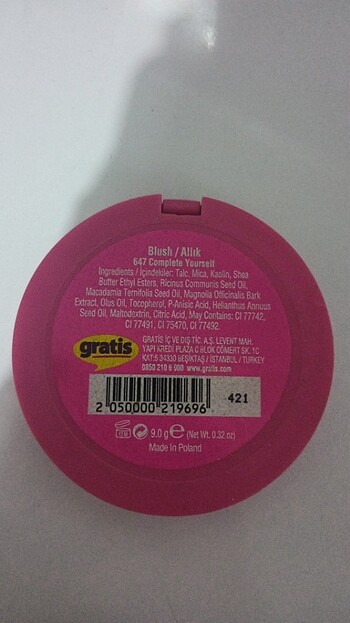 Blush / Allık
647 Complete Yourself
Ingredients / İçindekiler: Talc, Mica, Kaolin, Shea
Butter Ethyl Esters, Ricinus Communis Seed Oil,
Macadamia Ternifolia Seed Oil, Magnolia Officinalis Bark
Extract, Olus Oil, Tocopherol, P-Anisic Acid, Helianthus Annuus
Seed Oil, Maltodextrin, Citric Acid, May Contains: CI 77742,
CI 77491, CI 75470, CI 77492.
gratis
GRATİS İÇ VE DIŞ TİC. A.Ş. LEVENT MAH.
YAPI KREDİ PLAZA C BLOK CÖMERT SK. 1C
KAT:5 34330 BEŞİKTAŞ / İSTANBUL / TURKEY
0850 210 6 900 www.gratis.com
421
2 050000 219696
9.0 g e (Net Wt. 0.32 oz)
Made In Poland